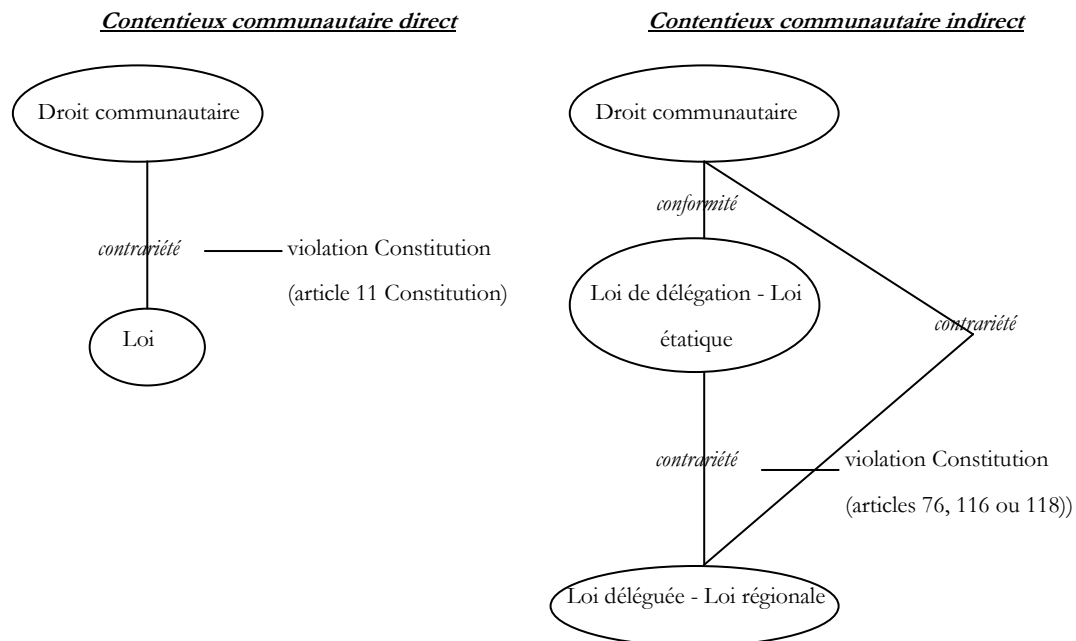 Contentieux communautaire direct
Droit communautaire
contrariété
violation Constitution
(article 11 Constitution)
Loi
Contentieux communautaire indirect
Droit communautaire
conformité
Loi de délégation - Loi
étatique
contrariété
contrariété
violation Constitution
(articles 76, 116 ou 118))
Loi déléguée - Loi régionale